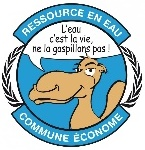 RESSOURCE EN EAU
L'eau
c'est la vie,
ne la gaspillons pas !
COMMUNE ÉCONOME